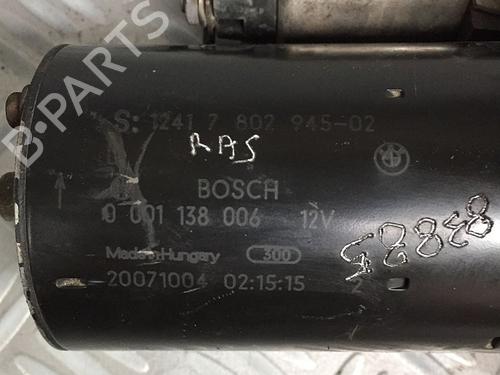 S: 1241 7 802 945-02
RAS
BOSCH
0 001 138 006 12V
Made in Hungary 300
20071004 02:15:15 2